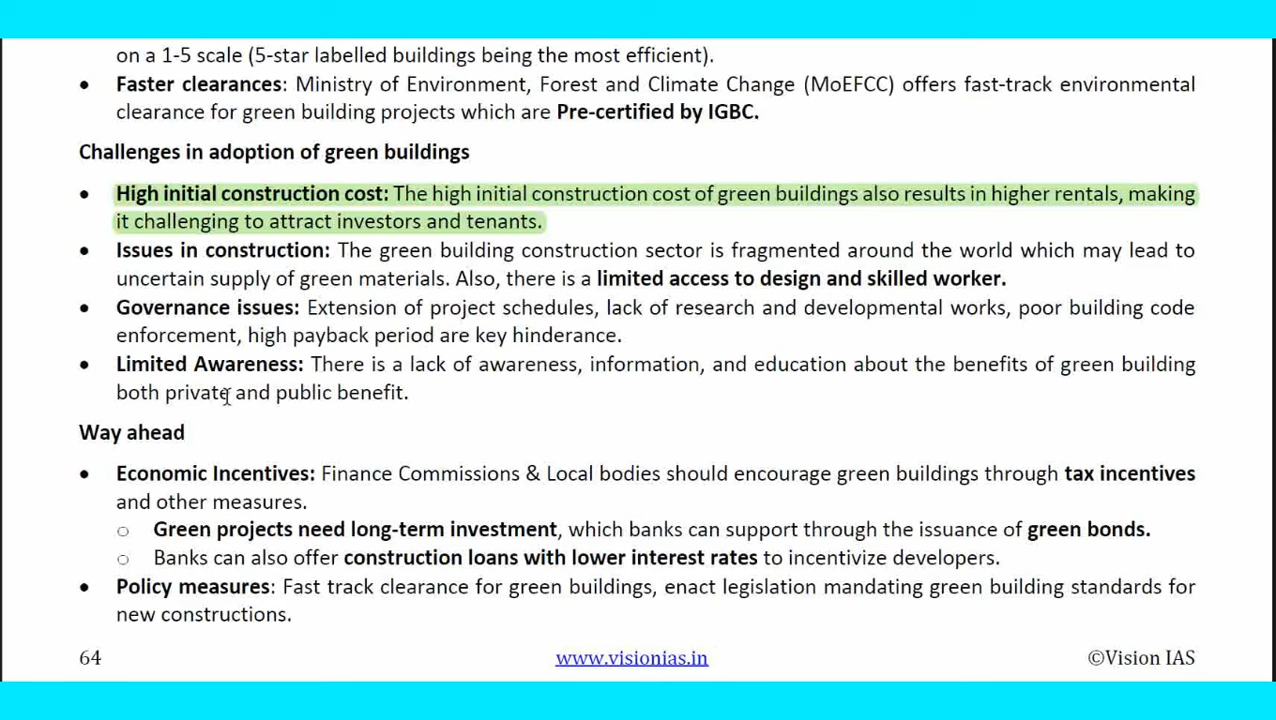 on a 1-5 scale (5-star labelled buildings being the most efficient).
• Faster clearances: Ministry of Environment, Forest and Climate Change (MoEFCC) offers fast-track environmental
clearance for green building projects which are Pre-certified by IGBC.
Challenges in adoption of green buildings
• High initial construction cost: The high initial construction cost of green buildings also results in higher rentals, making
it challenging to attract investors and tenants.
• Issues in construction: The green building construction sector is fragmented around the world which may lead to
uncertain supply of green materials. Also, there is a limited access to design and skilled worker.
• Governance issues: Extension of project schedules, lack of research and developmental works, poor building code
enforcement, high payback period are key hinderance.
• Limited Awareness: There is a lack of awareness, information, and education about the benefits of green building
both private and public benefit.
Way ahead
• Economic Incentives: Finance Commissions & Local bodies should encourage green buildings through tax incentives
and other measures.
○ Green projects need long-term investment, which banks can support through the issuance of green bonds.
○ Banks can also offer construction loans with lower interest rates to incentivize developers.
• Policy measures: Fast track clearance for green buildings, enact legislation mandating green building standards for
new constructions.
64 www.visionias.in ©Vision IAS